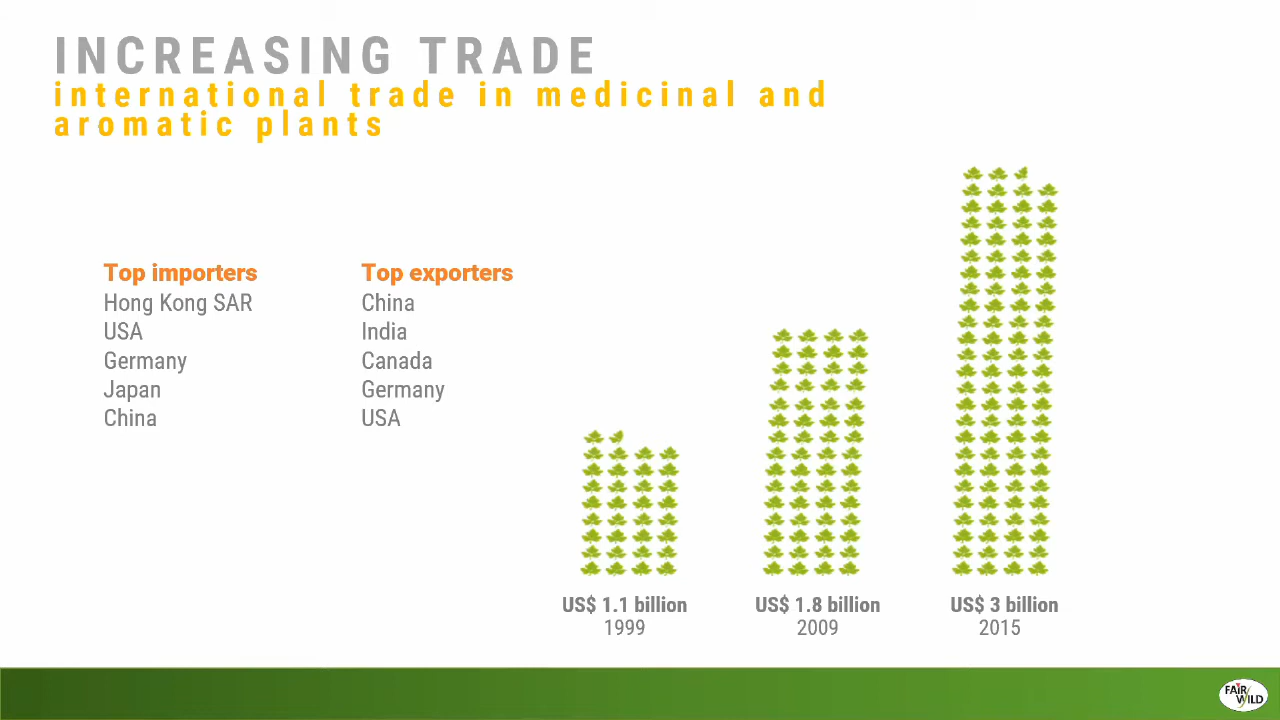 INCREASING TRADE
international trade in medicinal and
aromatic plants
Top importers
Hong Kong SAR
USA
Germany
Japan
China
Top exporters
China
India
Canada
Germany
USA
US$ 1.1 billion
1999
US$ 1.8 billion
2009
US$ 3 billion
2015
FAIR
WILD